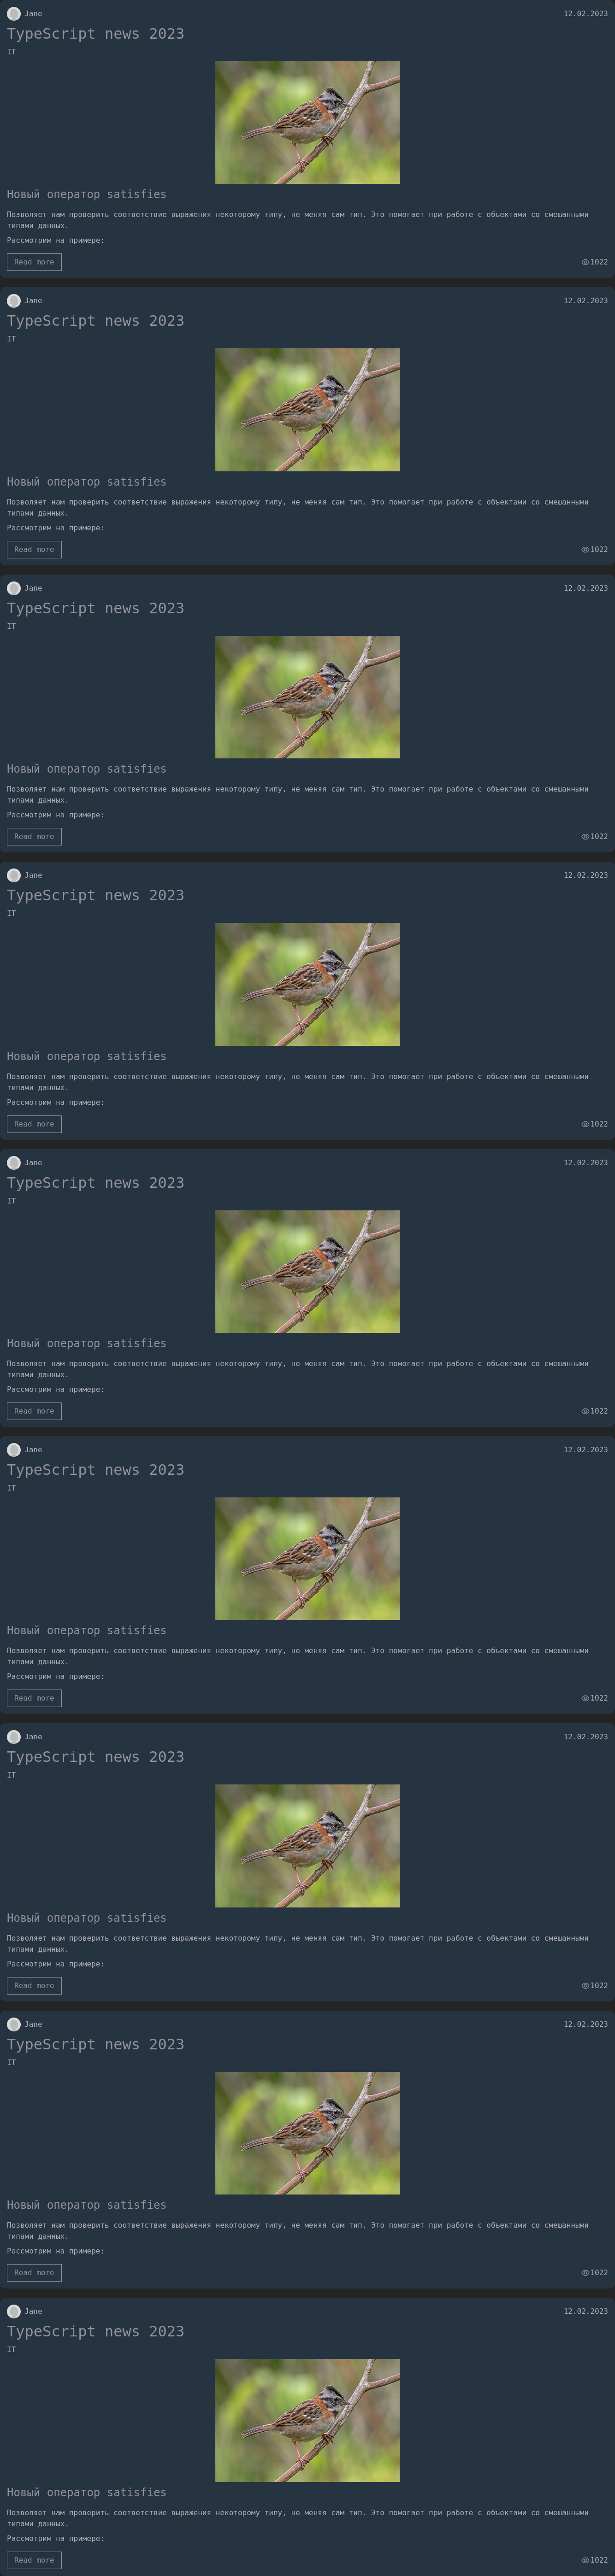 Jane 12.02.2023
TypeScript news 2023
IT
Новый оператор satisfies
Позволяет нам проверить соответствие выражения некоторому типу, не меняя сам тип. Это помогает при работе с объектами со смешанными
типами данных.
Рассмотрим на примере:
Read more 1022
Jane 12.02.2023
TypeScript news 2023
IT
Новый оператор satisfies
Позволяет нам проверить соответствие выражения некоторому типу, не меняя сам тип. Это помогает при работе с объектами со смешанными
типами данных.
Рассмотрим на примере:
Read more 1022
Jane 12.02.2023
TypeScript news 2023
IT
Новый оператор satisfies
Позволяет нам проверить соответствие выражения некоторому типу, не меняя сам тип. Это помогает при работе с объектами со смешанными
типами данных.
Рассмотрим на примере:
Read more 1022
Jane 12.02.2023
TypeScript news 2023
IT
Новый оператор satisfies
Позволяет нам проверить соответствие выражения некоторому типу, не меняя сам тип. Это помогает при работе с объектами со смешанными
типами данных.
Рассмотрим на примере:
Read more 1022
Jane 12.02.2023
TypeScript news 2023
IT
Новый оператор satisfies
Позволяет нам проверить соответствие выражения некоторому типу, не меняя сам тип. Это помогает при работе с объектами со смешанными
типами данных.
Рассмотрим на примере:
Read more 1022
Jane 12.02.2023
TypeScript news 2023
IT
Новый оператор satisfies
Позволяет нам проверить соответствие выражения некоторому типу, не меняя сам тип. Это помогает при работе с объектами со смешанными
типами данных.
Рассмотрим на примере:
Read more 1022
Jane 12.02.2023
TypeScript news 2023
IT
Новый оператор satisfies
Позволяет нам проверить соответствие выражения некоторому типу, не меняя сам тип. Это помогает при работе с объектами со смешанными
типами данных.
Рассмотрим на примере:
Read more 1022
Jane 12.02.2023
TypeScript news 2023
IT
Новый оператор satisfies
Позволяет нам проверить соответствие выражения некоторому типу, не меняя сам тип. Это помогает при работе с объектами со смешанными
типами данных.
Рассмотрим на примере:
Read more 1022
Jane 12.02.2023
TypeScript news 2023
IT
Новый оператор satisfies
Позволяет нам проверить соответствие выражения некоторому типу, не меняя сам тип. Это помогает при работе с объектами со смешанными
типами данных.
Рассмотрим на примере:
Read more 1022